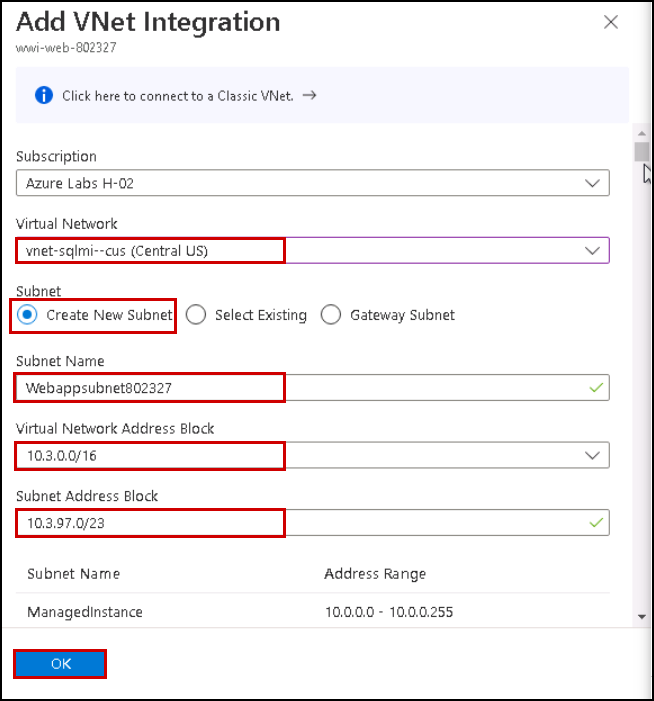 Add VNet Integration
wwi-web-802327
Click here to connect to a Classic VNet. →
Subscription
Azure Labs H-02
Virtual Network
vnet-sqlmi--cus (Central US)
Subnet
Create New Subnet Select Existing Gateway Subnet
Subnet Name
Webappsubnet802327
Virtual Network Address Block
10.3.0.0/16
Subnet Address Block
10.3.97.0/23
Subnet Name Address Range
ManagedInstance 10.0.0.0 - 10.0.0.255
OK